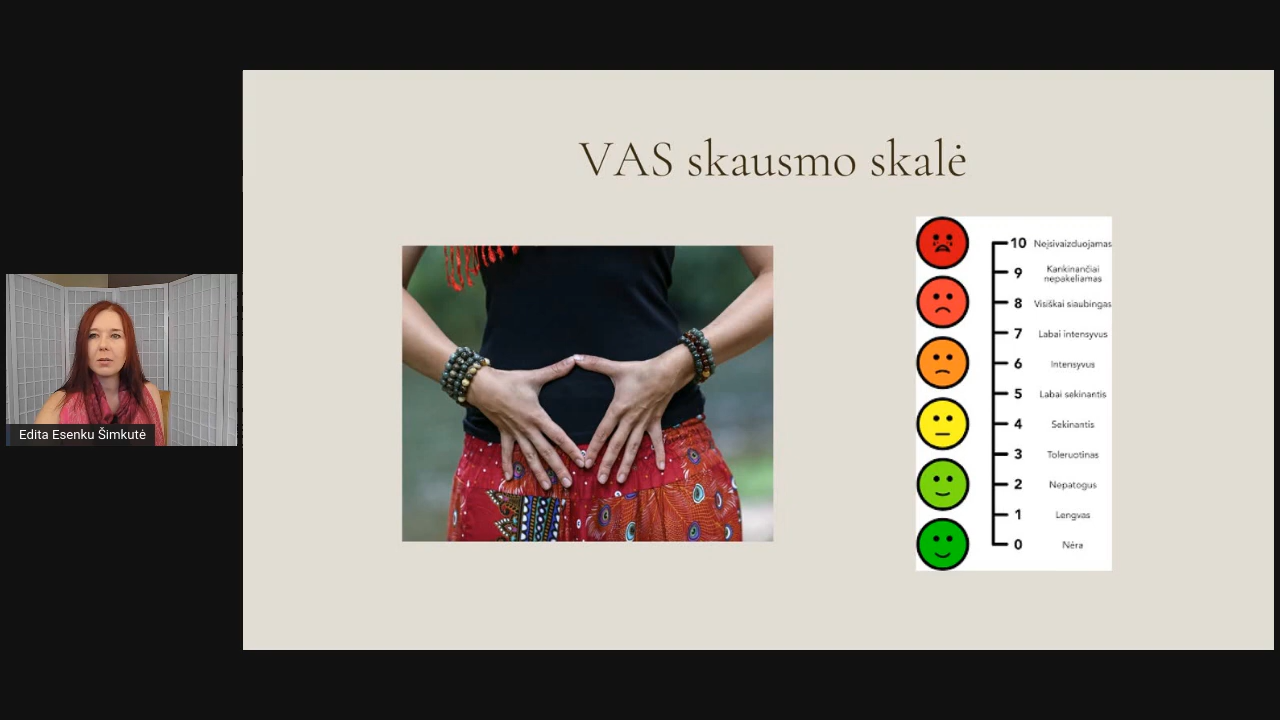 VAS skausmo skalė
10 Neįsivaizduojamas
9 Kankinančiai
nepakeliamas
8 Visiškai siaubingas
7 Labai intensyvus
6 Intensyvus
5 Labai sekinantis
4 Sekinantis
3 Toleruotinas
2 Nepatogus
1 Lengvas
0 Nėra
Edita Esenku Šimkutė